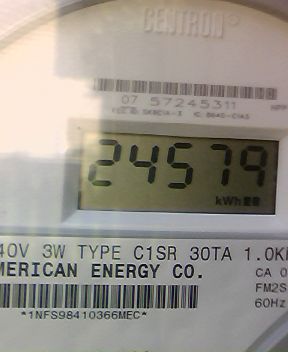 CENTRON®
07 57245311
24579
kWh
40V 3W TYPE C1SR 30TA 1.0K
MERICAN ENERGY CO.
CA 0
FM2S
60Hz
*1NFS98410366MEC*